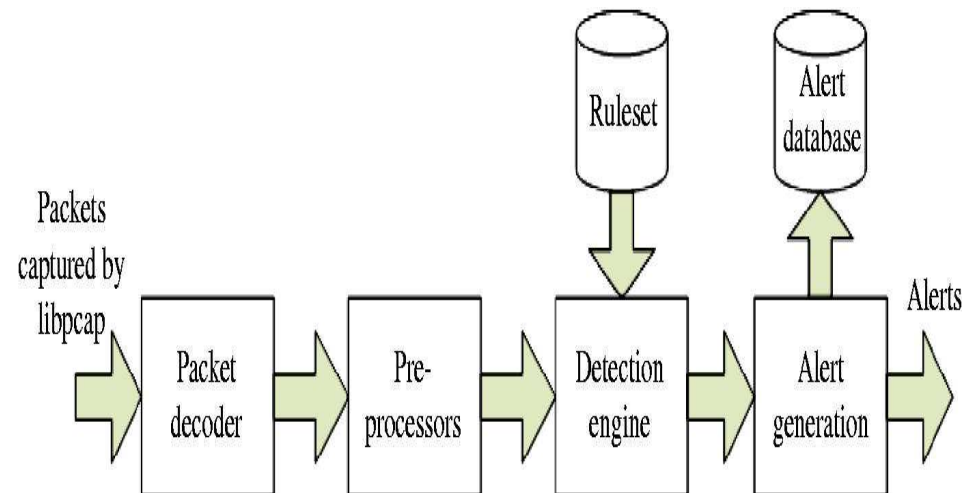 Ruleset
Alert
database
Packets
captured by
libpcap
Packet
decoder
Pre-
processors
Detection
engine
Alert
generation
Alerts